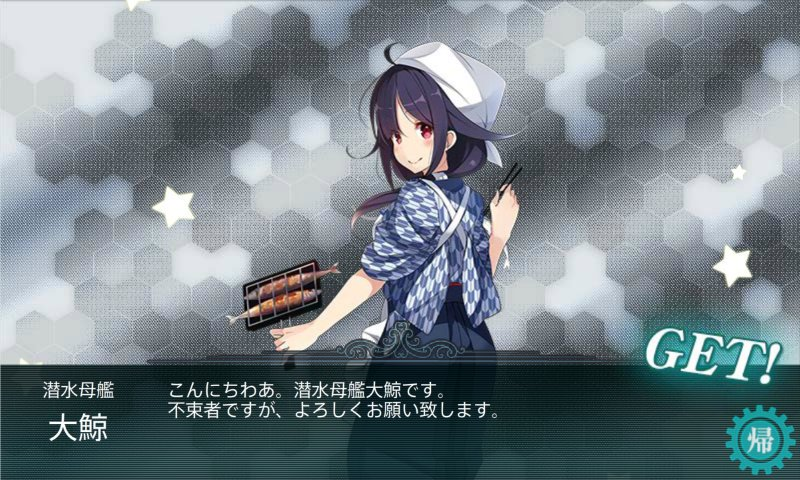 GET!
潜水母艦
大鯨
こんにちわあ。潜水母艦大鯨です。
不束者ですが、よろしくお願い致します。
帰